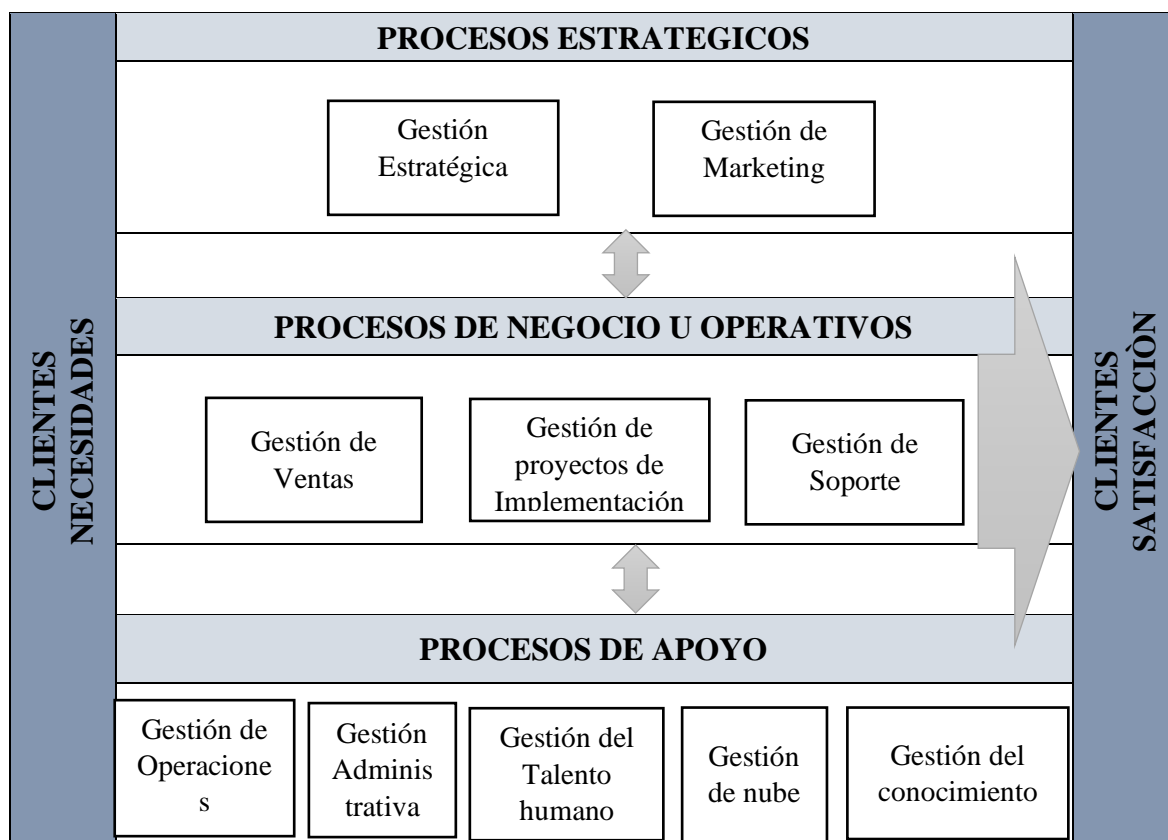 PROCESOS ESTRATEGICOS
Gestión
Estratégica
Gestión de
Marketing
CLIENTES
NECESIDADES
PROCESOS DE NEGOCIO U OPERATIVOS
Gestión de
Ventas
Gestión de
proyectos de
Implementación
Gestión de
Soporte
CLIENTES
SATISFACCIÒN
PROCESOS DE APOYO
Gestión de
Operacione
s
Gestión
Adminis
trativa
Gestión del
Talento
humano
Gestión
de nube
Gestión del
conocimiento